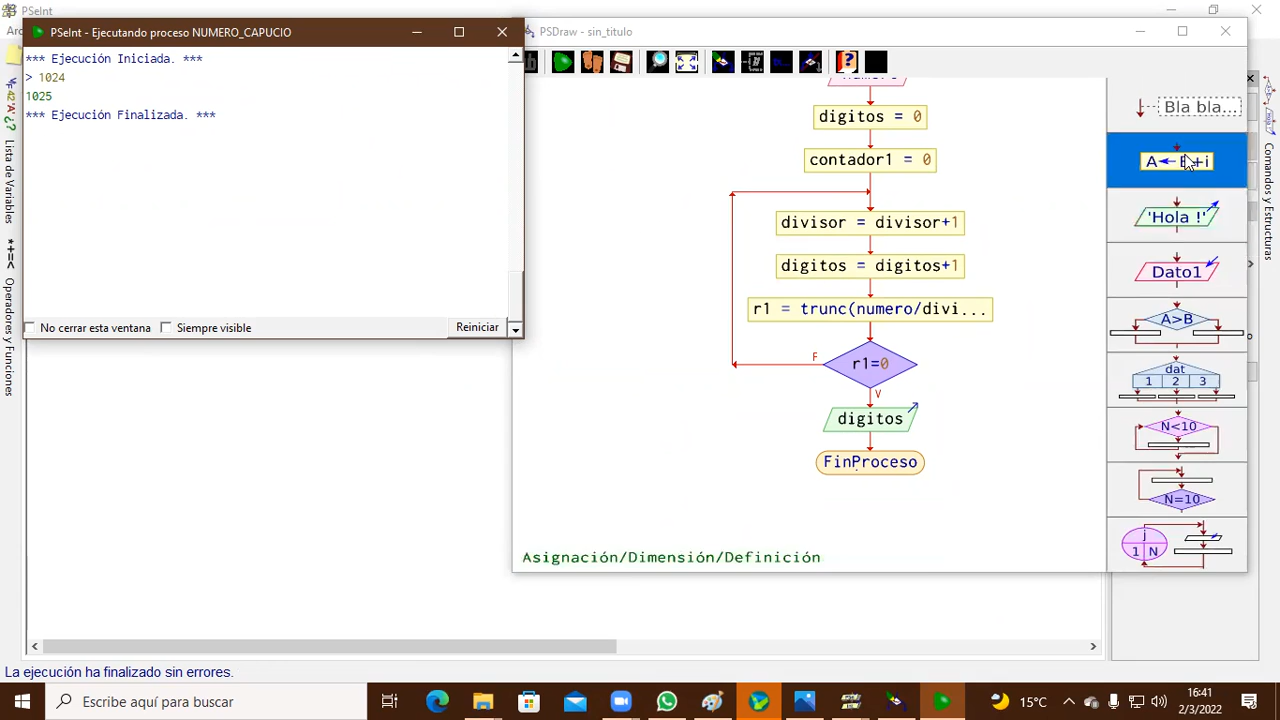 PSeInt
PSeInt - Ejecutando proceso NUMERO_CAPUCIO
*** Ejecución Iniciada. ***
> 1024
1025
*** Ejecución Finalizada. ***
No cerrar esta ventana
Siempre visible
Reiniciar
PSDraw - sin_titulo
digitos = 0
contador1 = 0
divisor = divisor+1
digitos = digitos+1
r1 = trunc(numero/divi...
F
r1=0
V
digitos
FinProceso
Asignación/Dimensión/Definición
Bla bla...
'Hola !'
Dato1
A>B
dat
1 2 3
N<10
N=10
j
1 N
Lista de Variables
Operadores y Funciones
Comandos y Estructuras
La ejecución ha finalizado sin errores.
Escribe aquí para buscar
15°C
16:41
2/3/2022